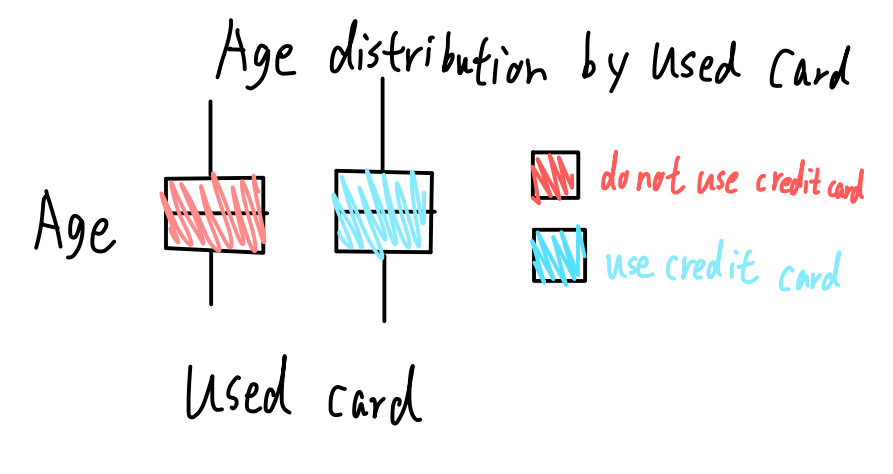 Age distribution by Used Card
do not use credit card
Age
use credit card
Used card